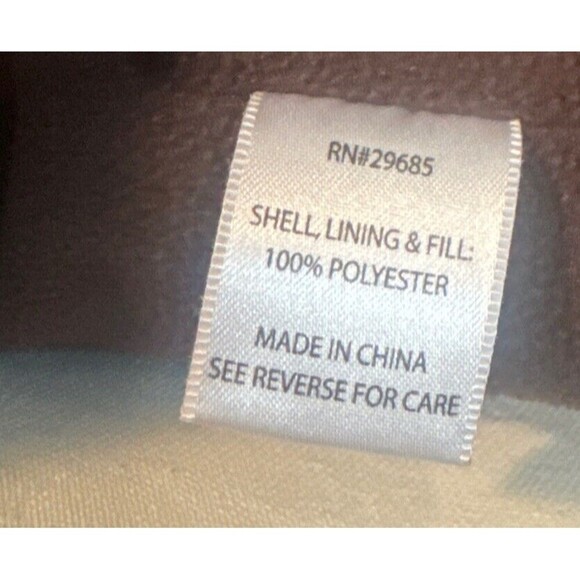 RN#29685
SHELL, LINING & FILL:
100% POLYESTER
MADE IN CHINA
SEE REVERSE FOR CARE